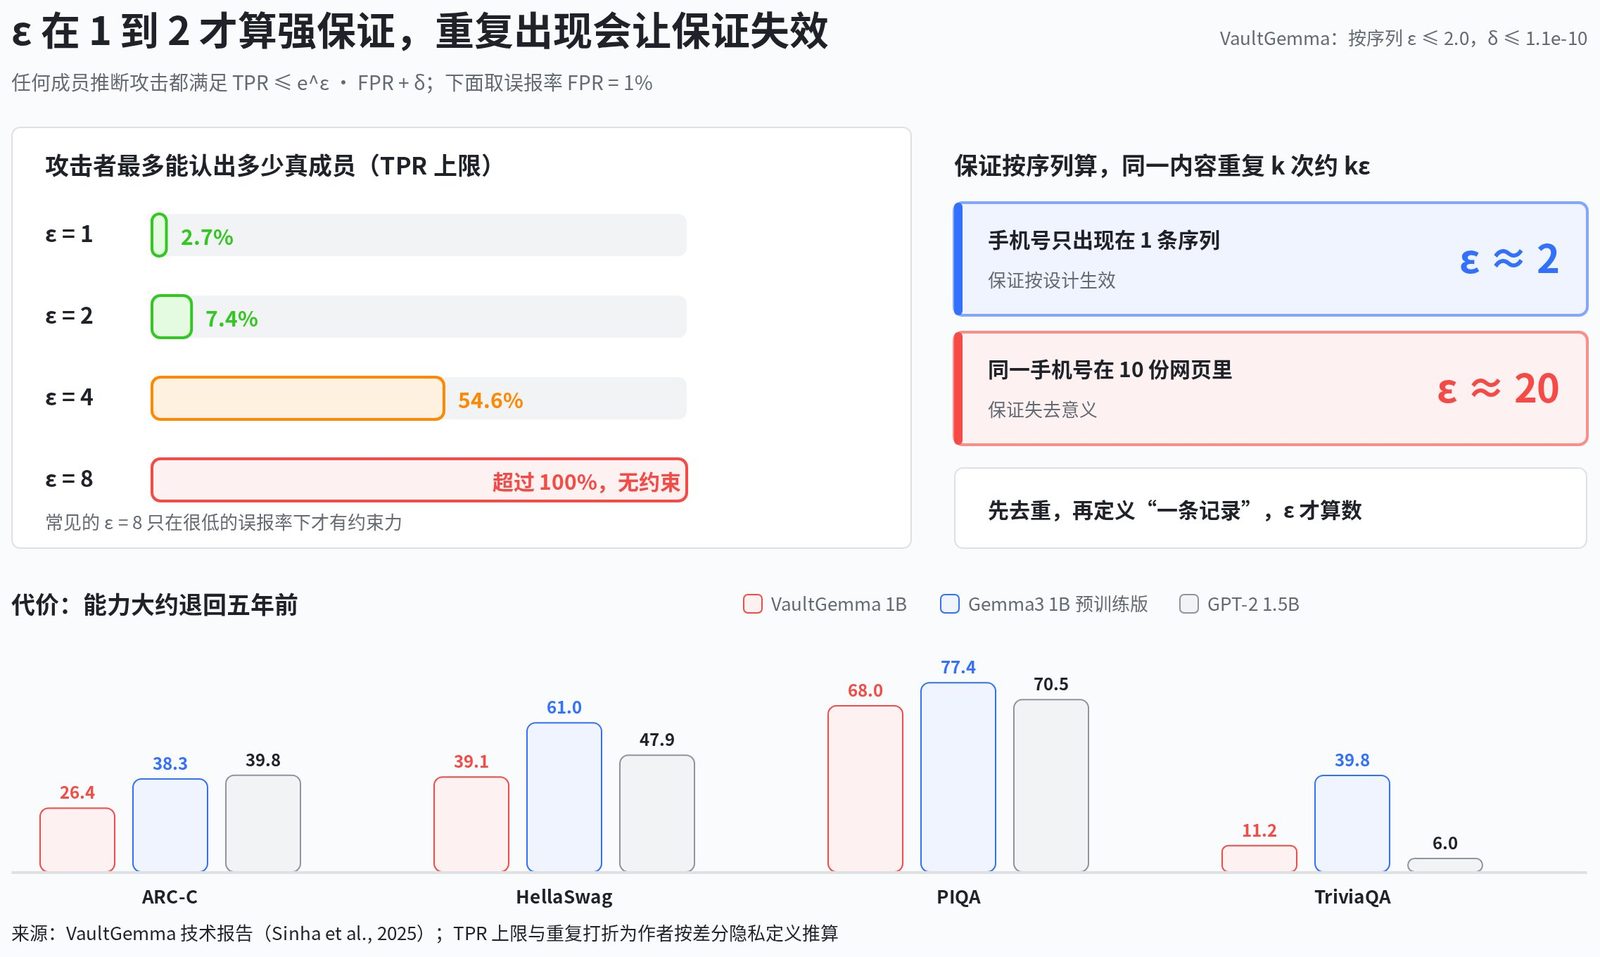 ε 在 1 到 2 才算强保证，重复出现会让保证失效
VaultGemma：按序列 ε ≤ 2.0，δ ≤ 1.1e-10
任何成员推断攻击都满足 TPR ≤ e^ε · FPR + δ；下面取误报率 FPR = 1%
攻击者最多能认出多少真成员（TPR 上限）
ε = 1
2.7%
ε = 2
7.4%
ε = 4
54.6%
ε = 8
超过 100%，无约束
常见的 ε = 8 只在很低的误报率下才有约束力
保证按序列算，同一内容重复 k 次约 kε
手机号只出现在 1 条序列
保证按设计生效
ε ≈ 2
同一手机号在 10 份网页里
保证失去意义
ε ≈ 20
先去重，再定义“一条记录”，ε 才算数
代价：能力大约退回五年前
VaultGemma 1B
Gemma3 1B 预训练版
GPT-2 1.5B
26.4
38.3
39.8
ARC-C
39.1
61.0
47.9
HellaSwag
68.0
77.4
70.5
PIQA
11.2
39.8
6.0
TriviaQA
来源：VaultGemma 技术报告（Sinha et al., 2025）；TPR 上限与重复打折为作者按差分隐私定义推算